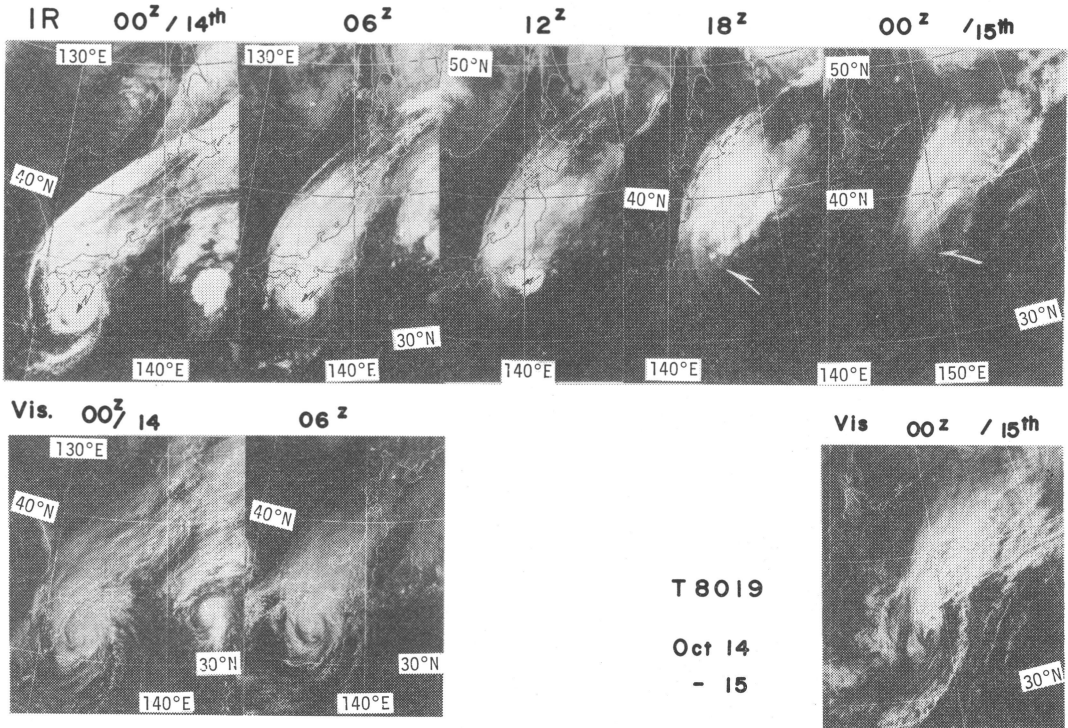 IR 00Z / 14th 06Z 12Z 18Z 00Z / 15th
130°E 130°E 50°N 50°N
40°N 40°N 40°N
30°N 30°N
140°E 140°E 140°E 140°E 140°E 150°E
Vis. 00Z/ 14 06Z Vis 00Z / 15th
130°E
40°N 40°N
T 8019
Oct 14
- 15
30°N 30°N 30°N
140°E 140°E